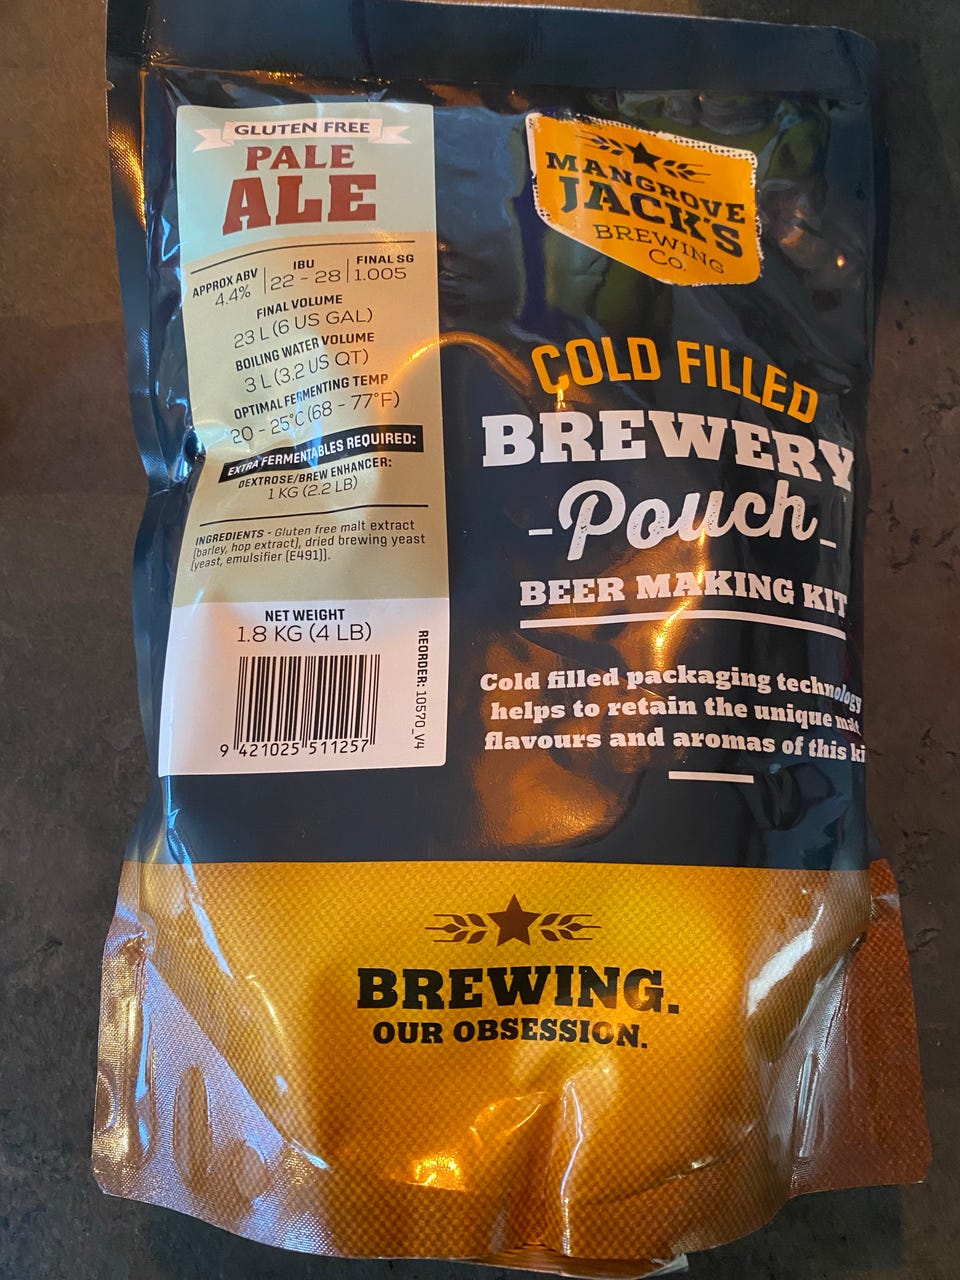 GLUTEN FREE
PALE
ALE
APPROX ABV
4.4%
IBU
22 - 28
FINAL SG
1.005
FINAL VOLUME
23 L (6 US GAL)
BOILING WATER VOLUME
3 L (3.2 US QT)
OPTIMAL FERMENTING TEMP
20 - 25°C (68 - 77°F)
EXTRA FERMENTABLES REQUIRED:
DEXTROSE/BREW ENHANCER:
1 KG (2.2 LB)
INGREDIENTS - Gluten free malt extract
(barley, hop extract), dried brewing yeast
(yeast, emulsifier [E491]).
NET WEIGHT
1.8 KG (4 LB)
REORDER: 10570_V4
9 421025 511257
MANGROVE
JACK'S
BREWING
CO.
COLD FILLED
BREWERY
Pouch
BEER MAKING KIT
Cold filled packaging technology
helps to retain the unique
flavours and aromas of this
BREWING.
OUR OBSESSION.